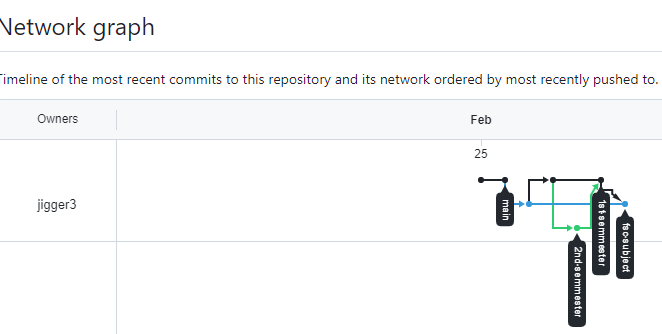 Network graph
Timeline of the most recent commits to this repository and its network ordered by most recently pushed to.
Owners
Feb
25
jigger3
main
1st-semmester
fsc-subject
2nd-semmester